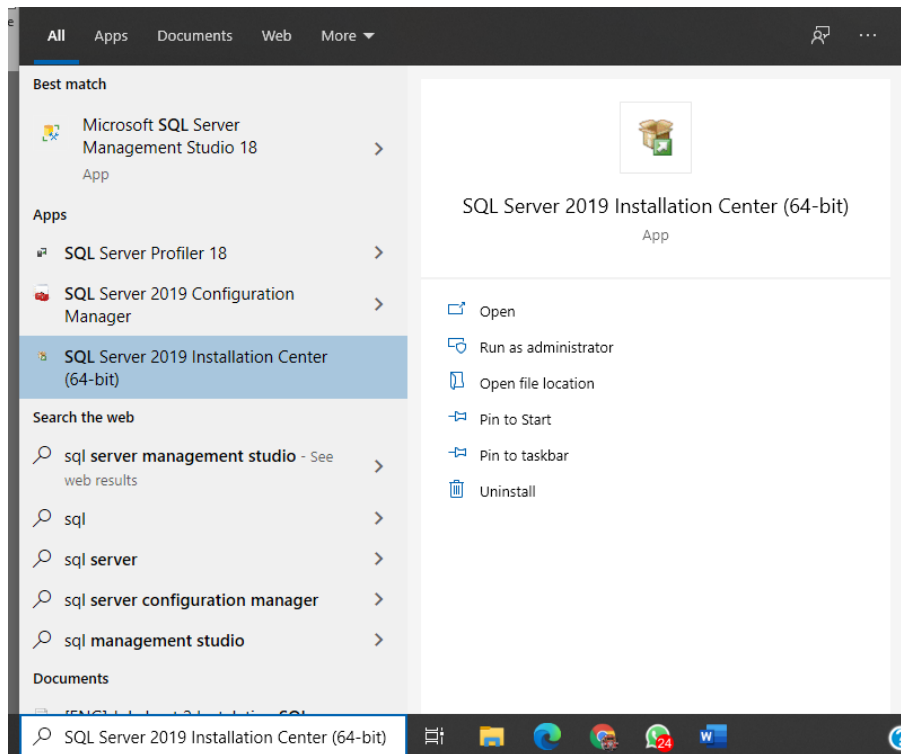 All Apps Documents Web More
Best match
Microsoft SQL Server
Management Studio 18
App
Apps
SQL Server Profiler 18
SQL Server 2019 Configuration
Manager
SQL Server 2019 Installation Center
(64-bit)
Search the web
sql server management studio - See
web results
sql
sql server
sql server configuration manager
sql management studio
Documents
SQL Server 2019 Installation Center (64-bit)
App
Open
Run as administrator
Open file location
Pin to Start
Pin to taskbar
Uninstall
SQL Server 2019 Installation Center (64-bit)
24
W